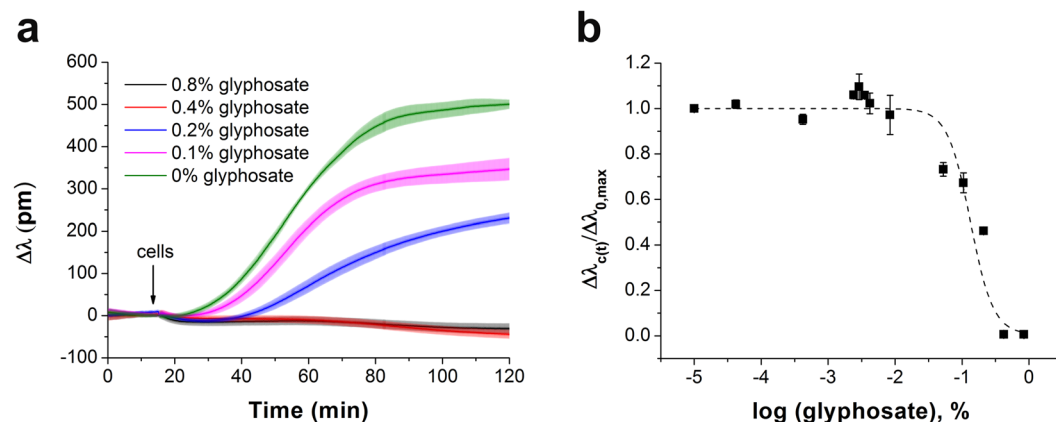 a
600
500
400
300
200
100
0
-100
Δλ (pm)
0.8% glyphosate
0.4% glyphosate
0.2% glyphosate
0.1% glyphosate
0% glyphosate
cells
0 20 40 60 80 100 120
Time (min)
b
1.2
1.0
0.8
0.6
0.4
0.2
0.0
Δλc(t)/Δλ0,max
-5 -4 -3 -2 -1 0
log (glyphosate), %